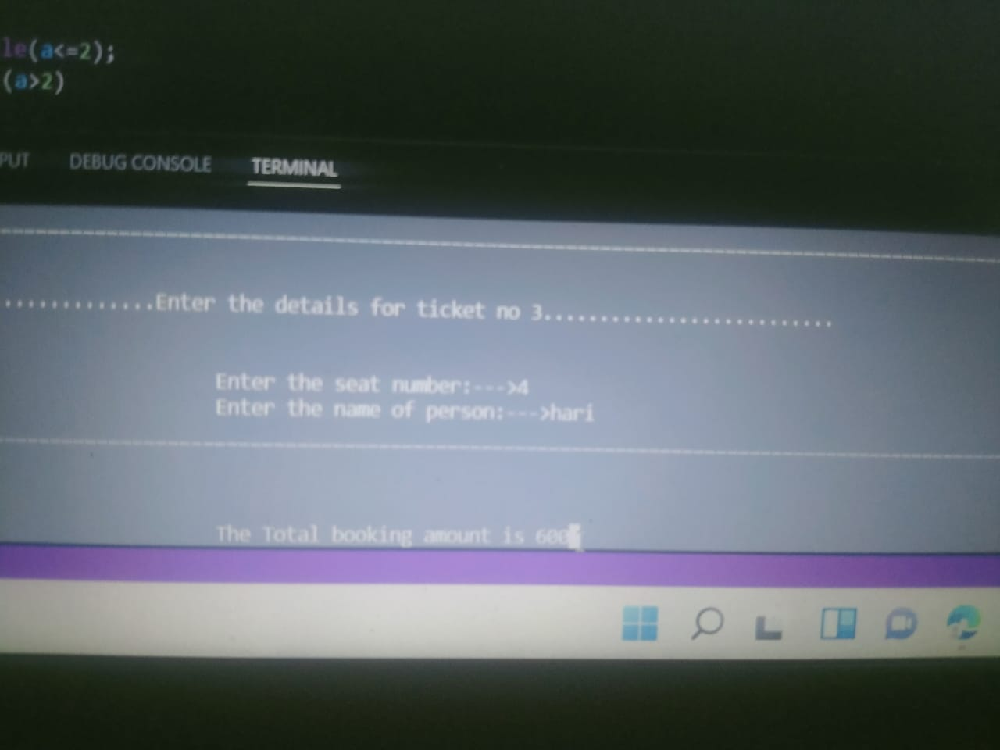 le(a<=2);
(a>2)
PUT DEBUG CONSOLE TERMINAL
--------------------------------------------------------------------------------
.............Enter the details for ticket no 3..........................
Enter the seat number:--->4
Enter the name of person:--->hari
--------------------------------------------------------------------------------
The Total booking amount is 600